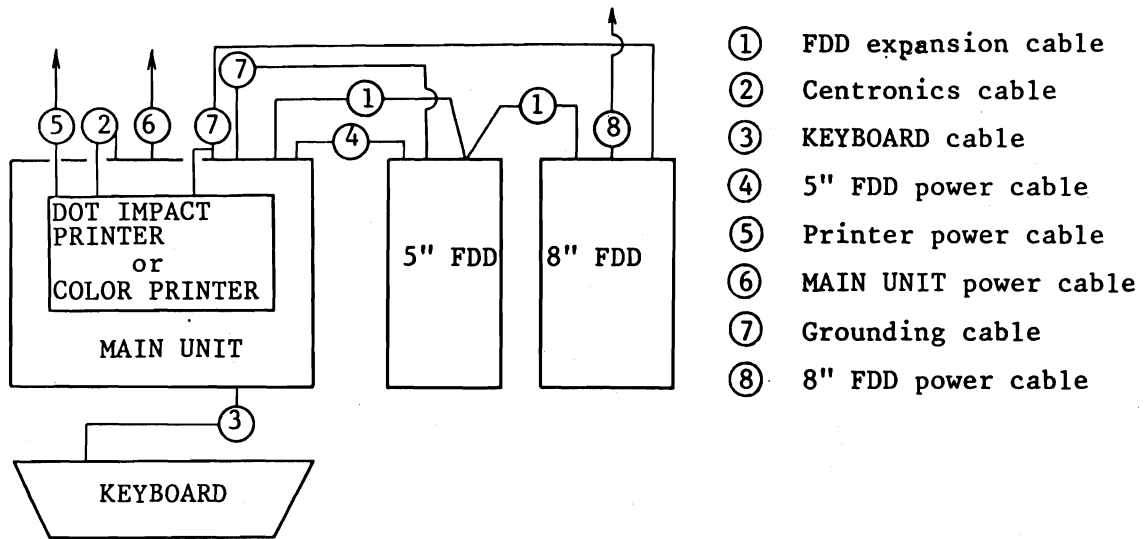 ⑤
②
⑥
⑦
⑦
①
④
①
⑧
DOT IMPACT
PRINTER
or
COLOR PRINTER
MAIN UNIT
5" FDD
8" FDD
③
KEYBOARD
① FDD expansion cable
② Centronics cable
③ KEYBOARD cable
④ 5" FDD power cable
⑤ Printer power cable
⑥ MAIN UNIT power cable
⑦ Grounding cable
⑧ 8" FDD power cable